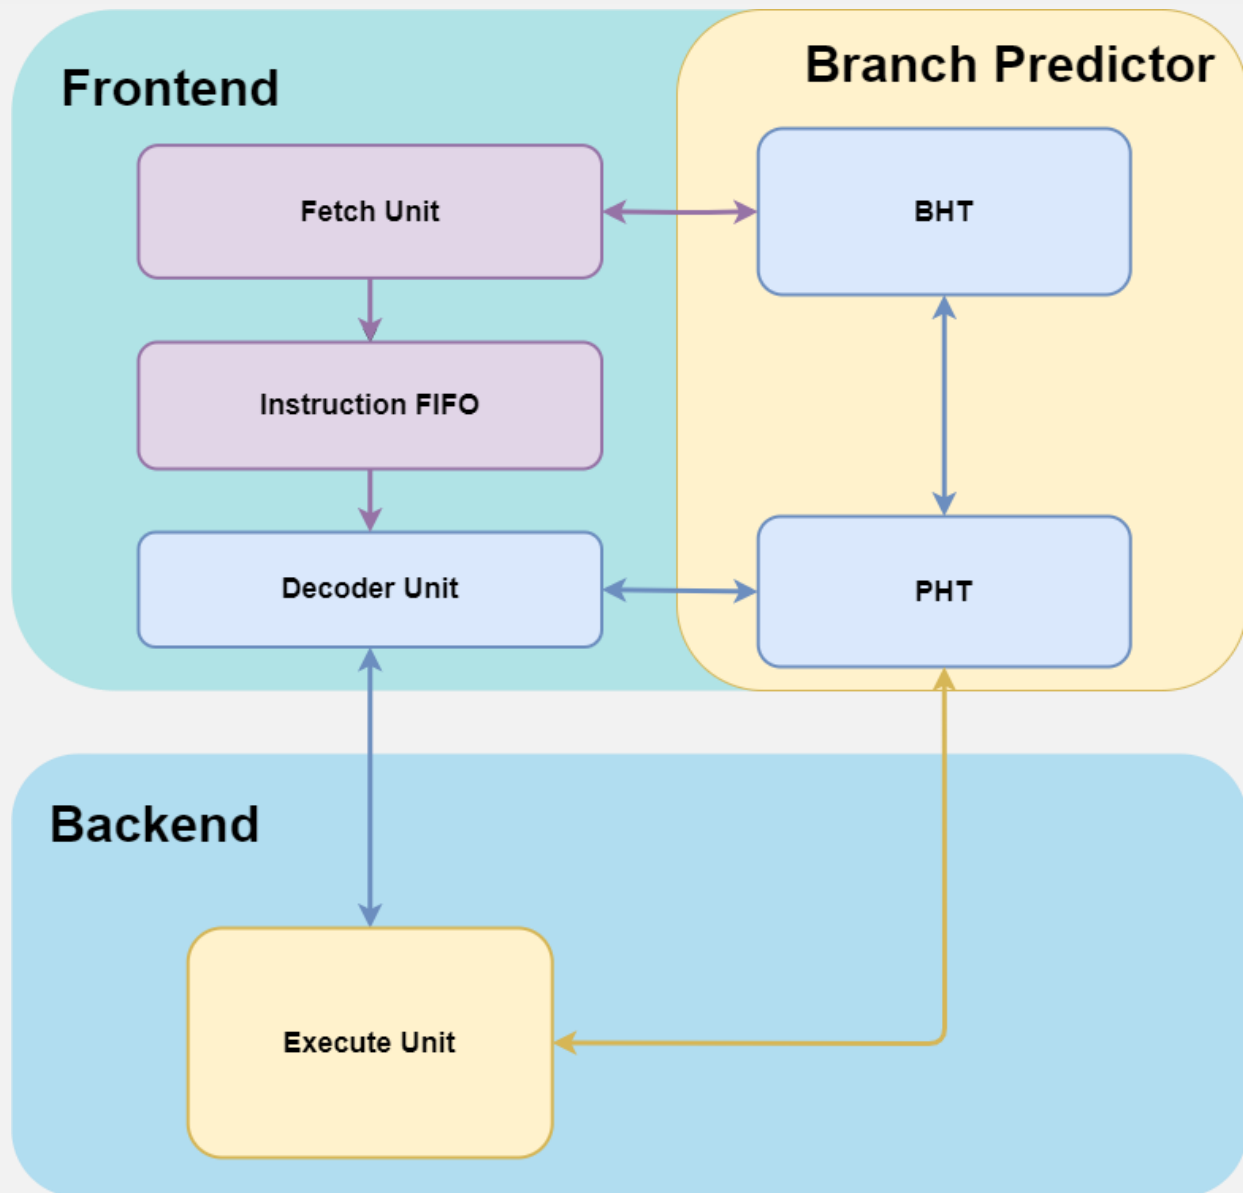 Frontend
Branch Predictor
Fetch Unit
BHT
Instruction FIFO
Decoder Unit
PHT
Backend
Execute Unit